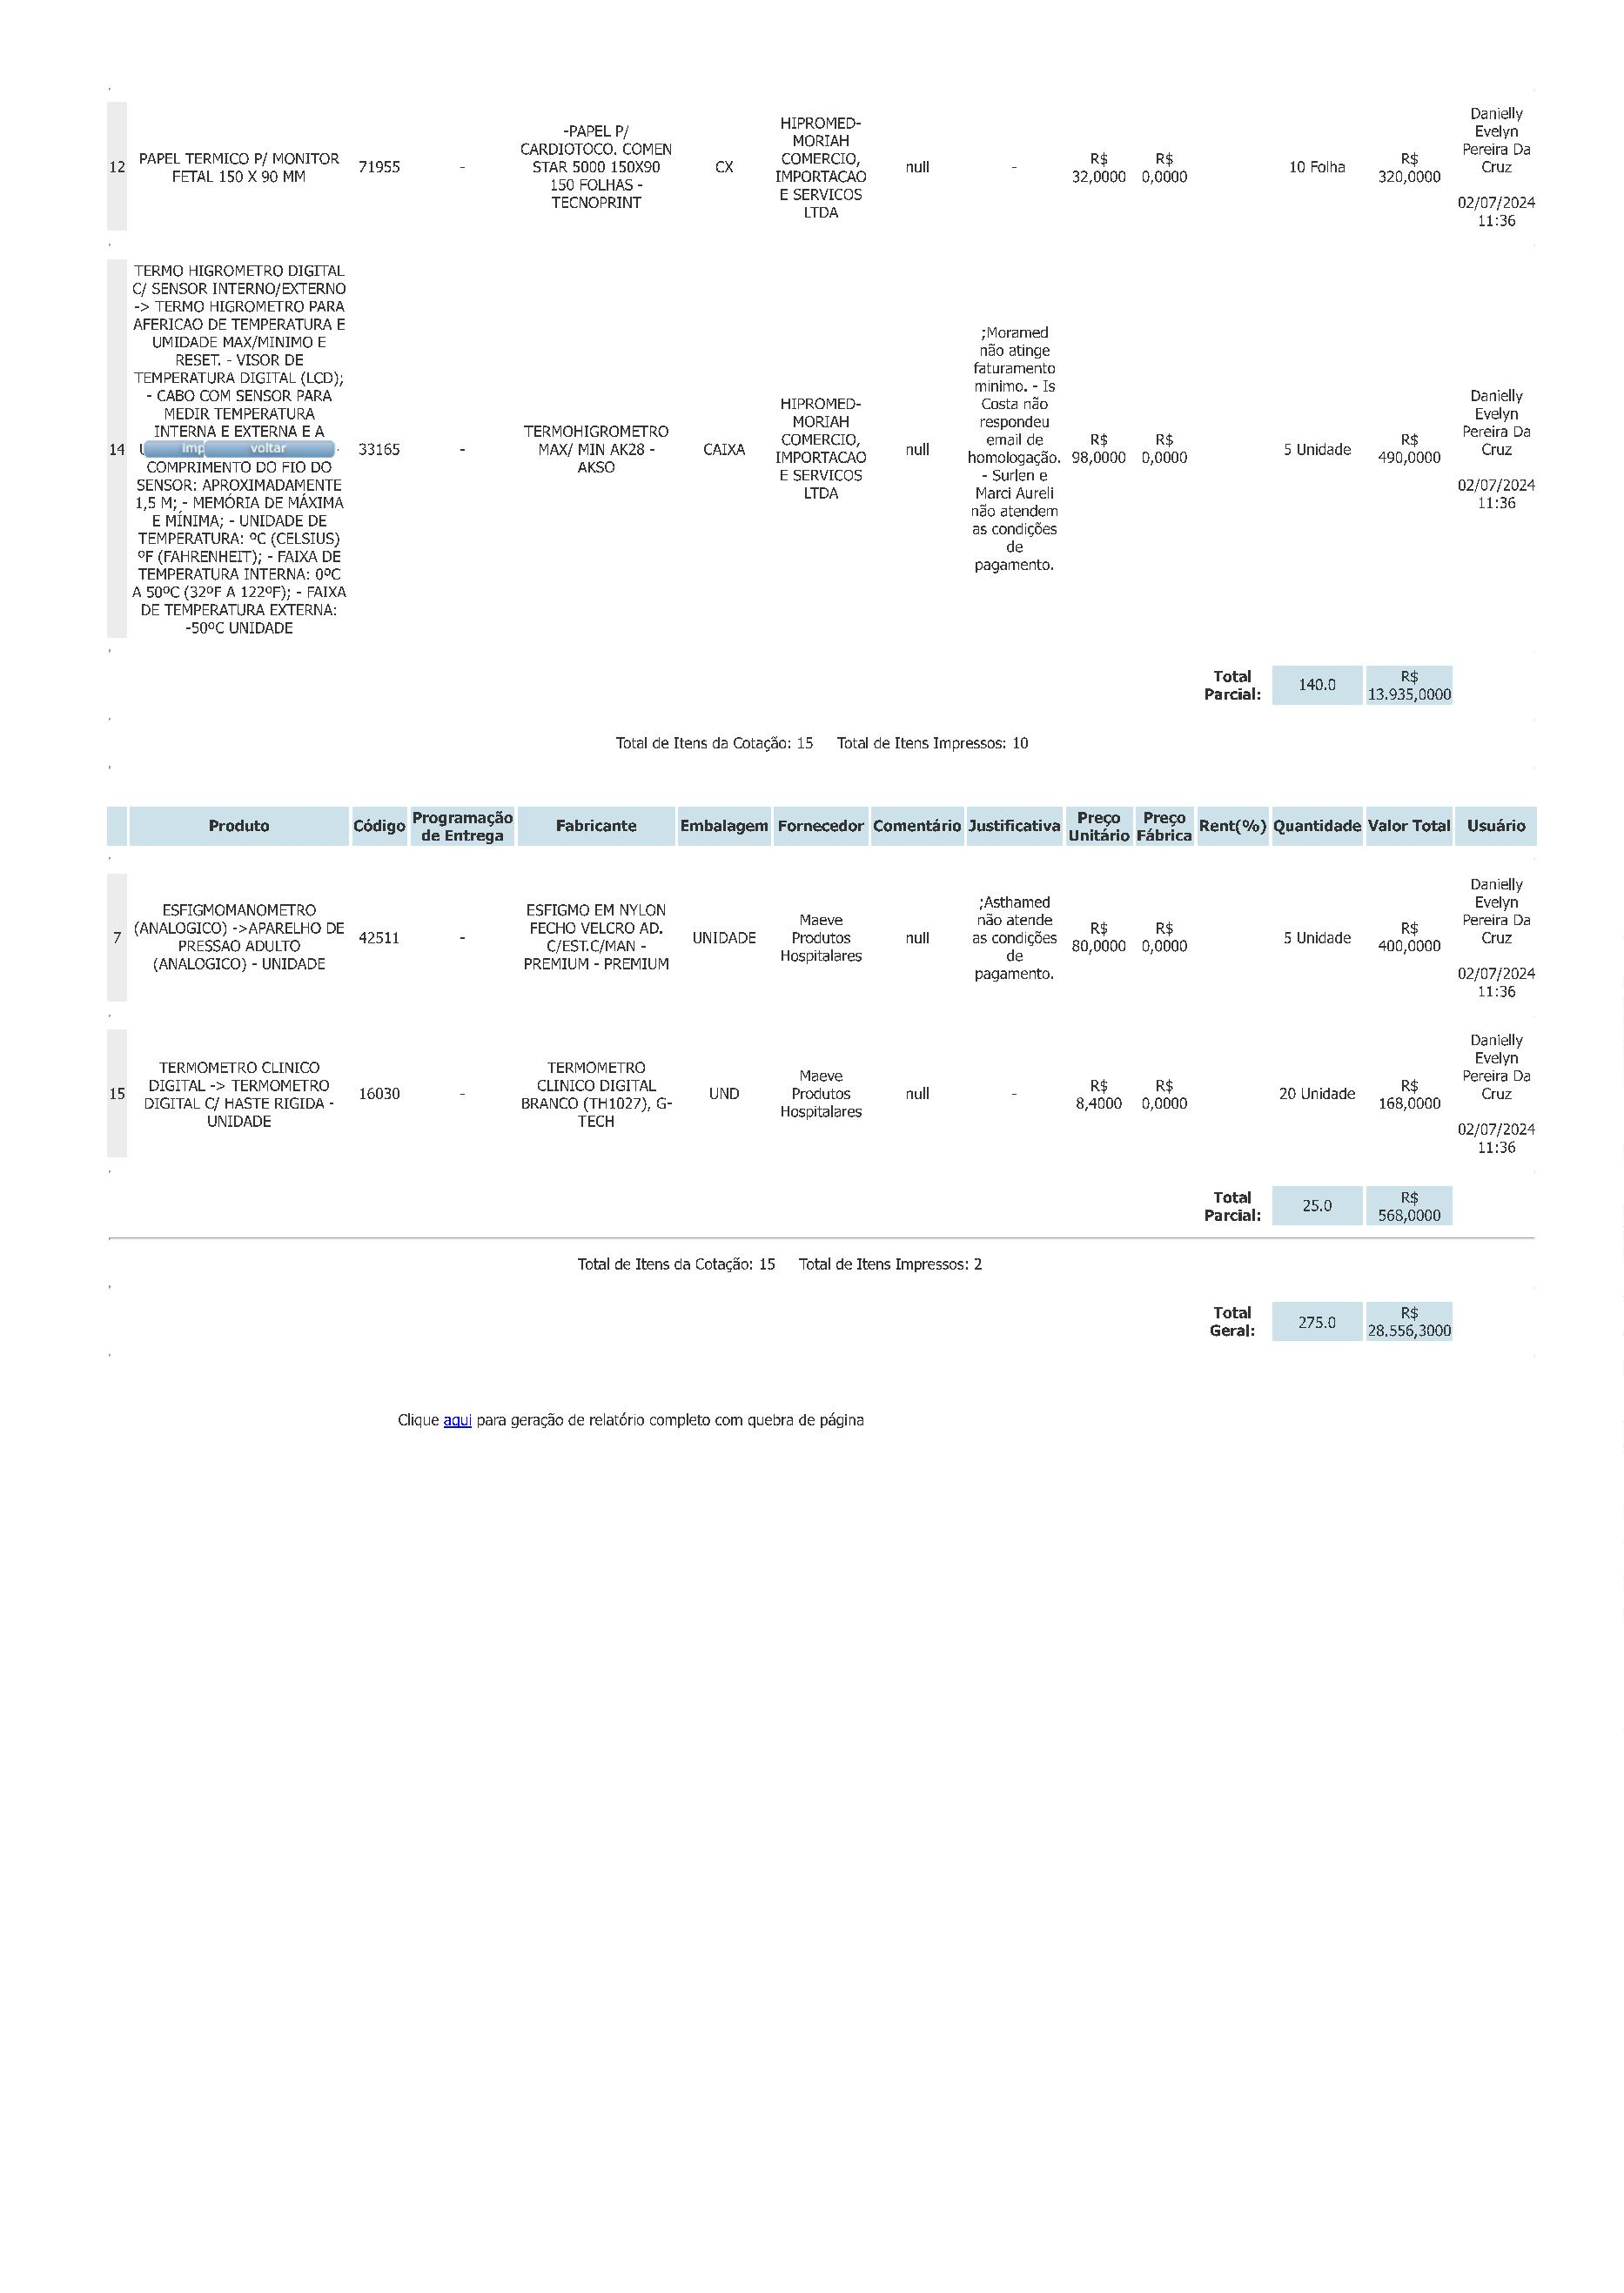 12
PAPEL TERMICO P/ MONITOR
FETAL 150 X 90 MM
71955
-
-PAPEL P/
CARDIOTOCO. COMEN
STAR 5000 150X90
150 FOLHAS -
TECNOPRINT
CX
HIPROMED-
MORIAH
COMERCIO,
IMPORTACAO
E SERVICOS
LTDA
null
-
R$
32,0000
R$
0,0000
10 Folha
R$
320,0000
Danielly
Evelyn
Pereira Da
Cruz
02/07/2024
11:36
14
TERMO HIGROMETRO DIGITAL
C/ SENSOR INTERNO/EXTERNO
-> TERMO HIGROMETRO PARA
AFERICAO DE TEMPERATURA E
UMIDADE MAX/MINIMO E
RESET. - VISOR DE
TEMPERATURA DIGITAL (LCD);
- CABO COM SENSOR PARA
MEDIR TEMPERATURA
INTERNA E EXTERNA E A
voltar
COMPRIMENTO DO FIO DO
SENSOR: APROXIMADAMENTE
1,5 M; - MEMÓRIA DE MÁXIMA
E MÍNIMA; - UNIDADE DE
TEMPERATURA: ºC (CELSIUS)
ºF (FAHRENHEIT); - FAIXA DE
TEMPERATURA INTERNA: 0ºC
A 50ºC (32ºF A 122ºF); - FAIXA
DE TEMPERATURA EXTERNA:
-50ºC UNIDADE
33165
-
TERMOHIGROMETRO
MAX/ MIN AK28 -
AKSO
CAIXA
HIPROMED-
MORIAH
COMERCIO,
IMPORTACAO
E SERVICOS
LTDA
null
;Moramed
não atinge
faturamento
minimo. - Is
Costa não
respondeu
email de
homologação.
- Surlen e
Marci Aureli
não atendem
as condições
de
pagamento.
R$
98,0000
R$
0,0000
5 Unidade
R$
490,0000
Danielly
Evelyn
Pereira Da
Cruz
02/07/2024
11:36
Total
Parcial:
140.0
R$
13.935,0000
Total de Itens da Cotação: 15 Total de Itens Impressos: 10
Produto Código Programação de Entrega Fabricante Embalagem Fornecedor Comentário Justificativa Preço Unitário Preço Fábrica Rent(%) Quantidade Valor Total Usuário
7
ESFIGMOMANOMETRO
(ANALOGICO) ->APARELHO DE
PRESSAO ADULTO
(ANALOGICO) - UNIDADE
42511
-
ESFIGMO EM NYLON
FECHO VELCRO AD.
C/EST.C/MAN -
PREMIUM - PREMIUM
UNIDADE
Maeve
Produtos
Hospitalares
null
;Asthamed
não atende
as condições
de
pagamento.
R$
80,0000
R$
0,0000
5 Unidade
R$
400,0000
Danielly
Evelyn
Pereira Da
Cruz
02/07/2024
11:36
15
TERMOMETRO CLINICO
DIGITAL -> TERMOMETRO
DIGITAL C/ HASTE RIGIDA -
UNIDADE
16030
-
TERMOMETRO
CLINICO DIGITAL
BRANCO (TH1027), G-
TECH
UND
Maeve
Produtos
Hospitalares
null
-
R$
8,4000
R$
0,0000
20 Unidade
R$
168,0000
Danielly
Evelyn
Pereira Da
Cruz
02/07/2024
11:36
Total
Parcial:
25.0
R$
568,0000
Total de Itens da Cotação: 15 Total de Itens Impressos: 2
Total
Geral:
275.0
R$
28.556,3000
Clique aqui para geração de relatório completo com quebra de página